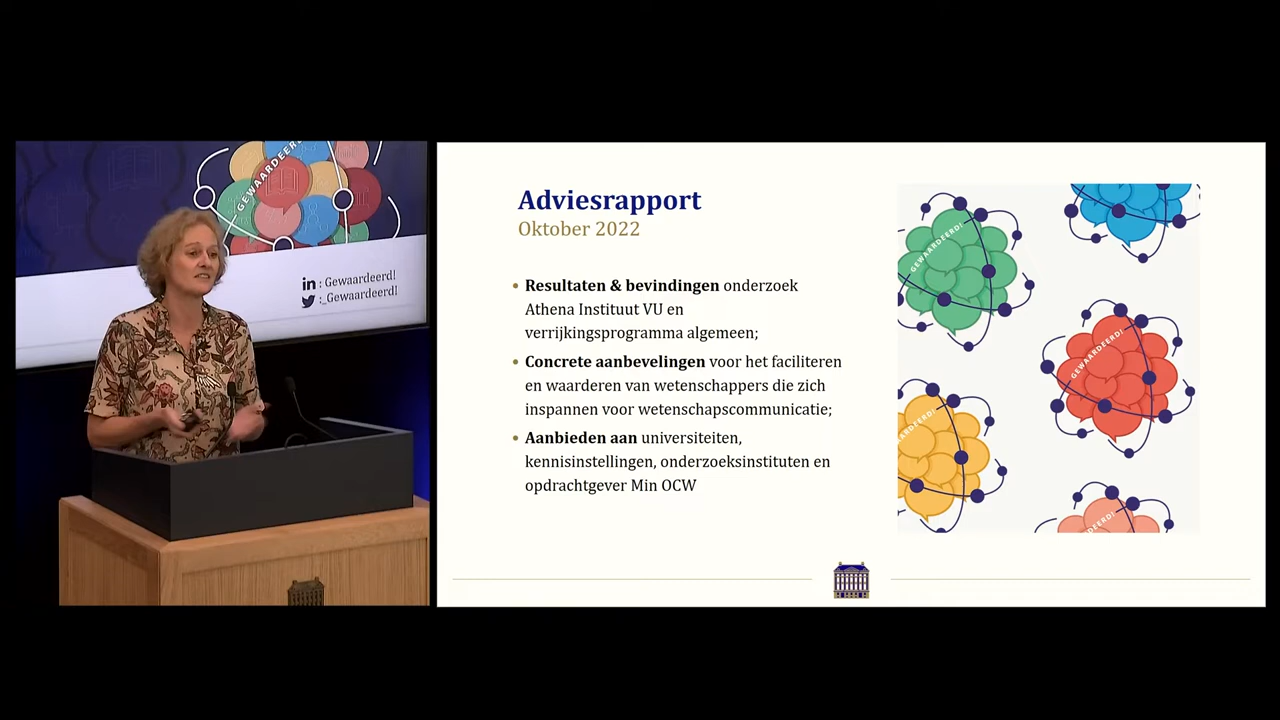 GEWAARDEERD!
: Gewaardeerd!
:_Gewaardeerd!
Adviesrapport
Oktober 2022
• Resultaten & bevindingen onderzoek
Athena Instituut VU en
verrijkingsprogramma algemeen;
• Concrete aanbevelingen voor het faciliteren
en waarderen van wetenschappers die zich
inspannen voor wetenschapscommunicatie;
• Aanbieden aan universiteiten,
kennisinstellingen, onderzoeksinstituten en
opdrachtgever Min OCW
GEWAARDEERD!
GEWAARDEERD!